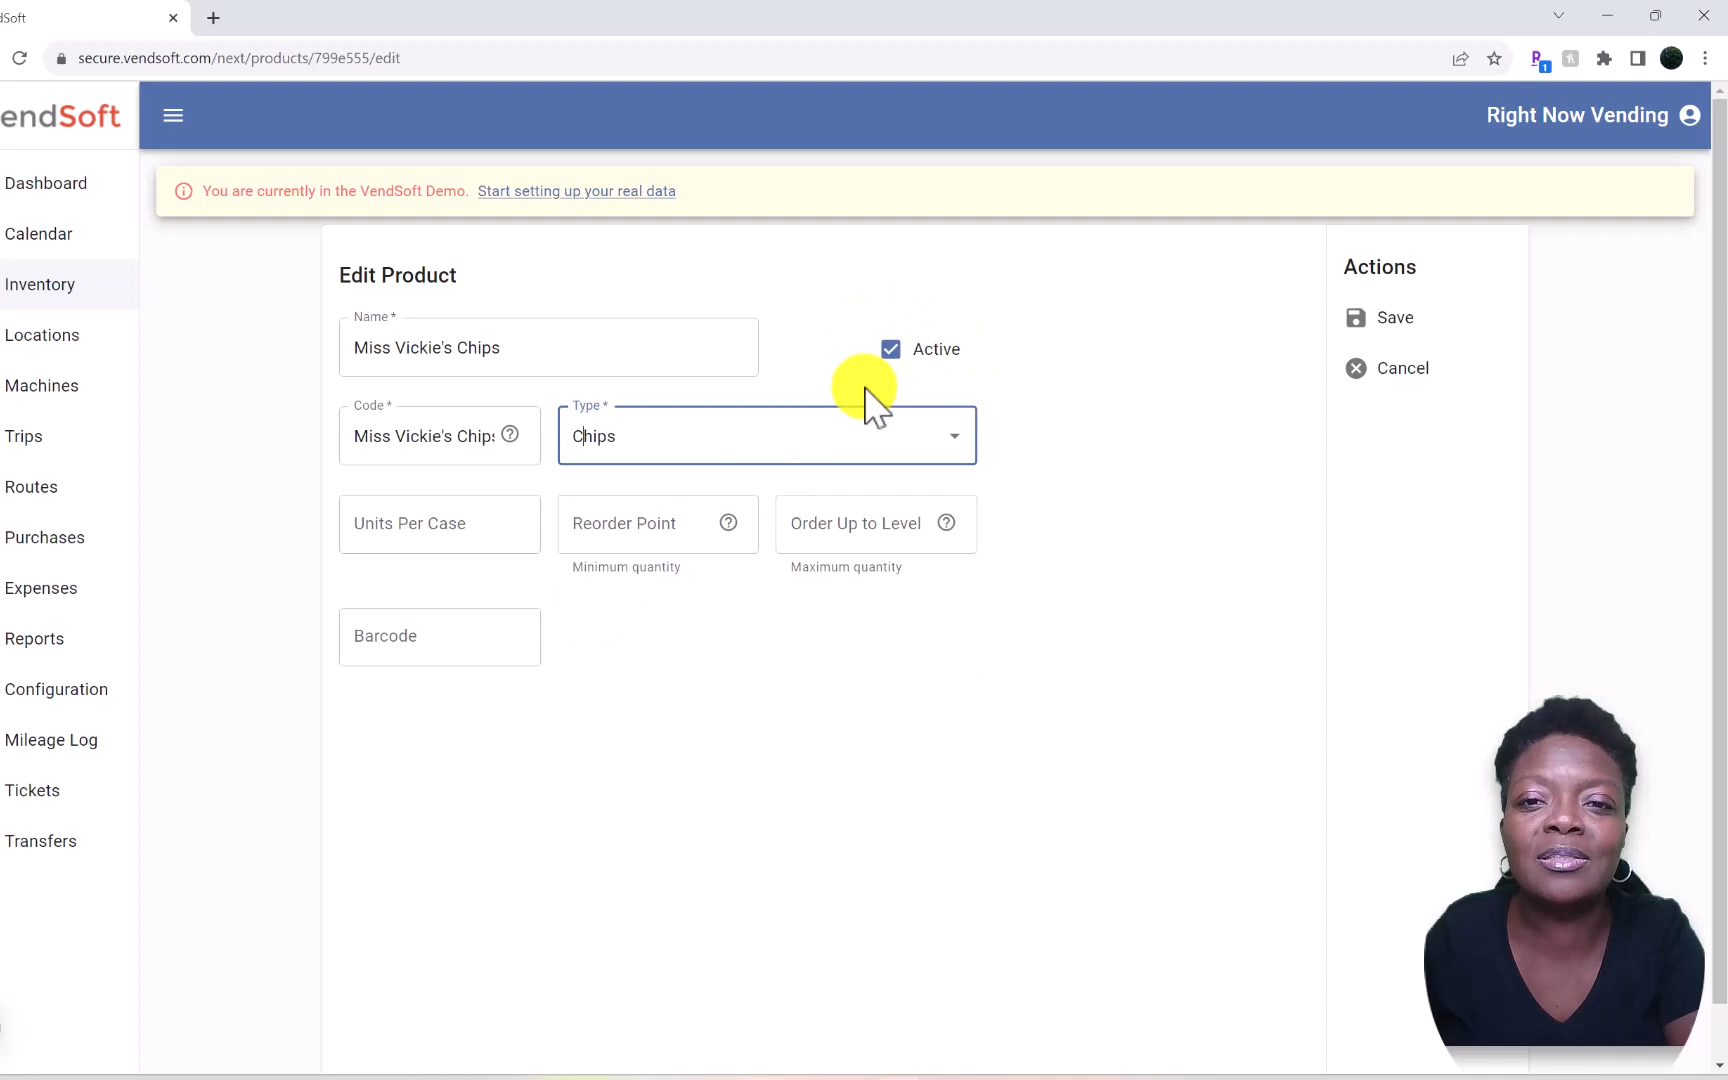 dSoft
secure.vendsoft.com/next/products/799e555/edit
1
endSoft
Right Now Vending
You are currently in the VendSoft Demo. Start setting up your real data
Dashboard
Calendar
Inventory
Locations
Machines
Trips
Routes
Purchases
Expenses
Reports
Configuration
Mileage Log
Tickets
Transfers
Edit Product
Name *
Miss Vickie's Chips
Active
Code *
Miss Vickie's Chips
Type *
Chips
Units Per Case
Reorder Point
Order Up to Level
Minimum quantity
Maximum quantity
Barcode
Actions
Save
Cancel